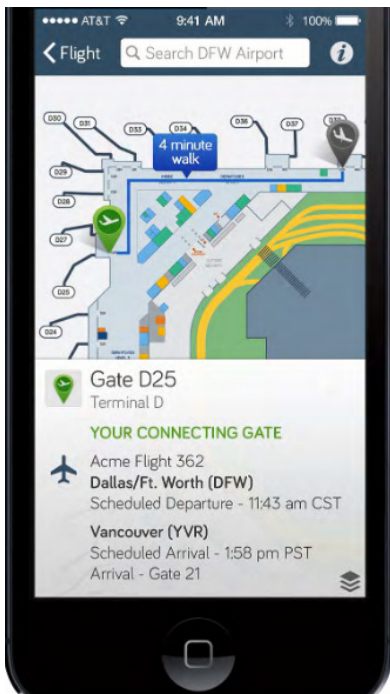 AT&T 9:41 AM 100%
Flight Search DFW Airport i
D30
D31
D33
D34
D36
D37
D29
4 minute
walk
D28
D27
D25
D24
Gate D25
Terminal D
YOUR CONNECTING GATE
Acme Flight 362
Dallas/Ft. Worth (DFW)
Scheduled Departure - 11:43 am CST
Vancouver (YVR)
Scheduled Arrival - 1:58 pm PST
Arrival - Gate 21